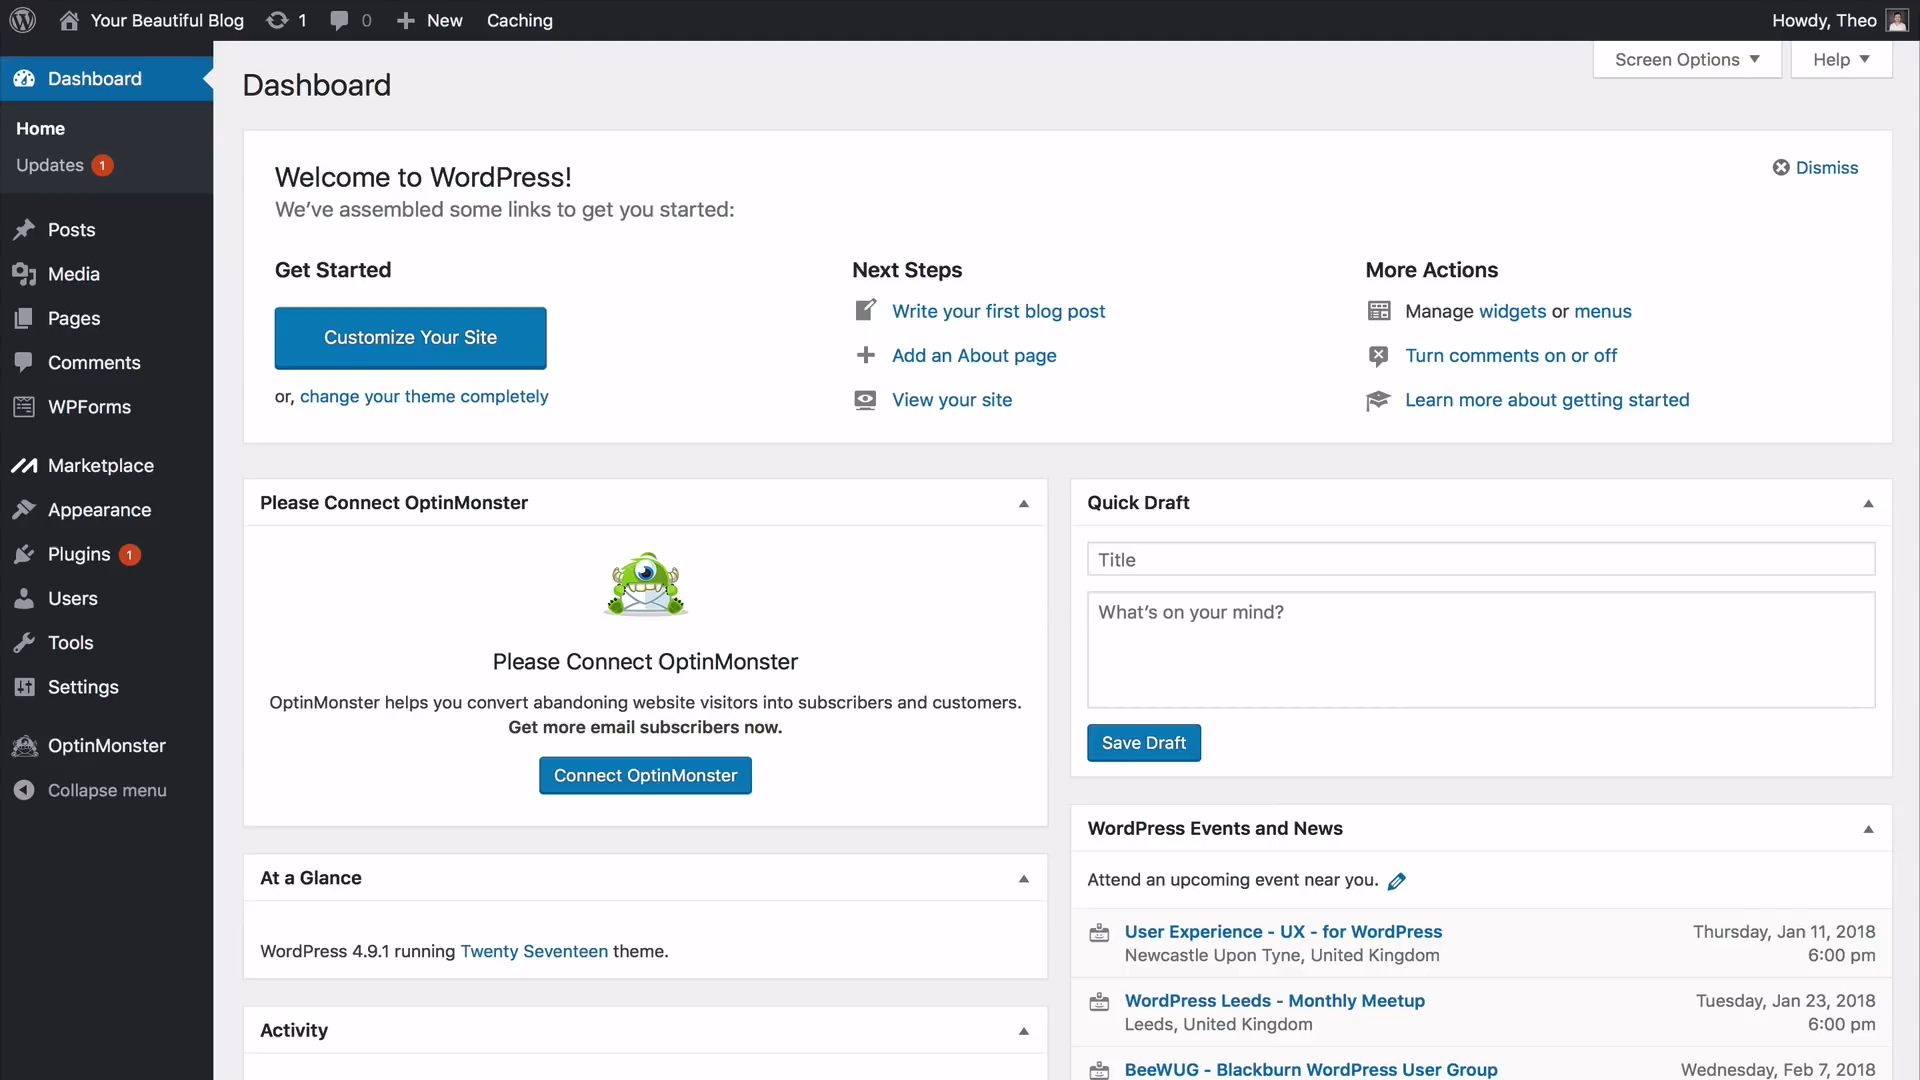 Your Beautiful Blog 1 0 New Caching Howdy, Theo
Dashboard
Home
Updates 1
Posts
Media
Pages
Comments
WPForms
Marketplace
Appearance
Plugins 1
Users
Tools
Settings
OptinMonster
Collapse menu
Screen Options Help
Dashboard
Welcome to WordPress!
We’ve assembled some links to get you started:
Dismiss
Get Started
Customize Your Site
or, change your theme completely
Next Steps
Write your first blog post
Add an About page
View your site
More Actions
Manage widgets or menus
Turn comments on or off
Learn more about getting started
Please Connect OptinMonster
Please Connect OptinMonster
OptinMonster helps you convert abandoning website visitors into subscribers and customers.
Get more email subscribers now.
Connect OptinMonster
At a Glance
WordPress 4.9.1 running Twenty Seventeen theme.
Activity
Quick Draft
Title
What’s on your mind?
Save Draft
WordPress Events and News
Attend an upcoming event near you.
User Experience - UX - for WordPress Thursday, Jan 11, 2018
Newcastle Upon Tyne, United Kingdom 6:00 pm
WordPress Leeds - Monthly Meetup Tuesday, Jan 23, 2018
Leeds, United Kingdom 6:00 pm
BeeWUG - Blackburn WordPress User Group Wednesday, Feb 7, 2018